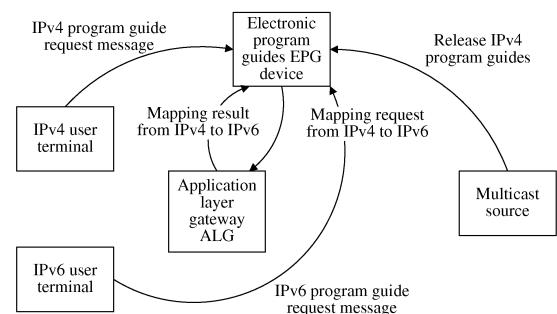 IPv4 program guide
request message
Electronic
program
guides EPG
device
Release IPv4
program guides
IPv4 user
terminal
Mapping result
from IPv4 to IPv6
Mapping request
from IPv4 to IPv6
Application
layer
gateway
ALG
Multicast
source
IPv6 user
terminal
IPv6 program guide
request message